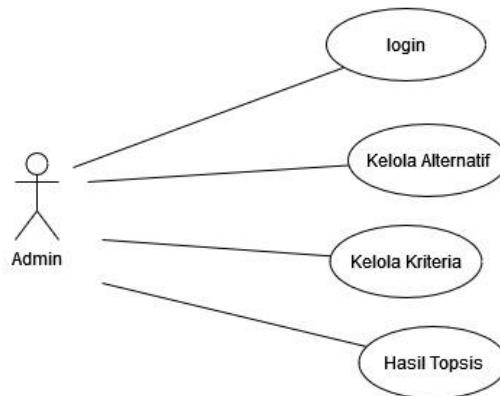 login
Kelola Alternatif
Admin
Kelola Kriteria
Hasil Topsis